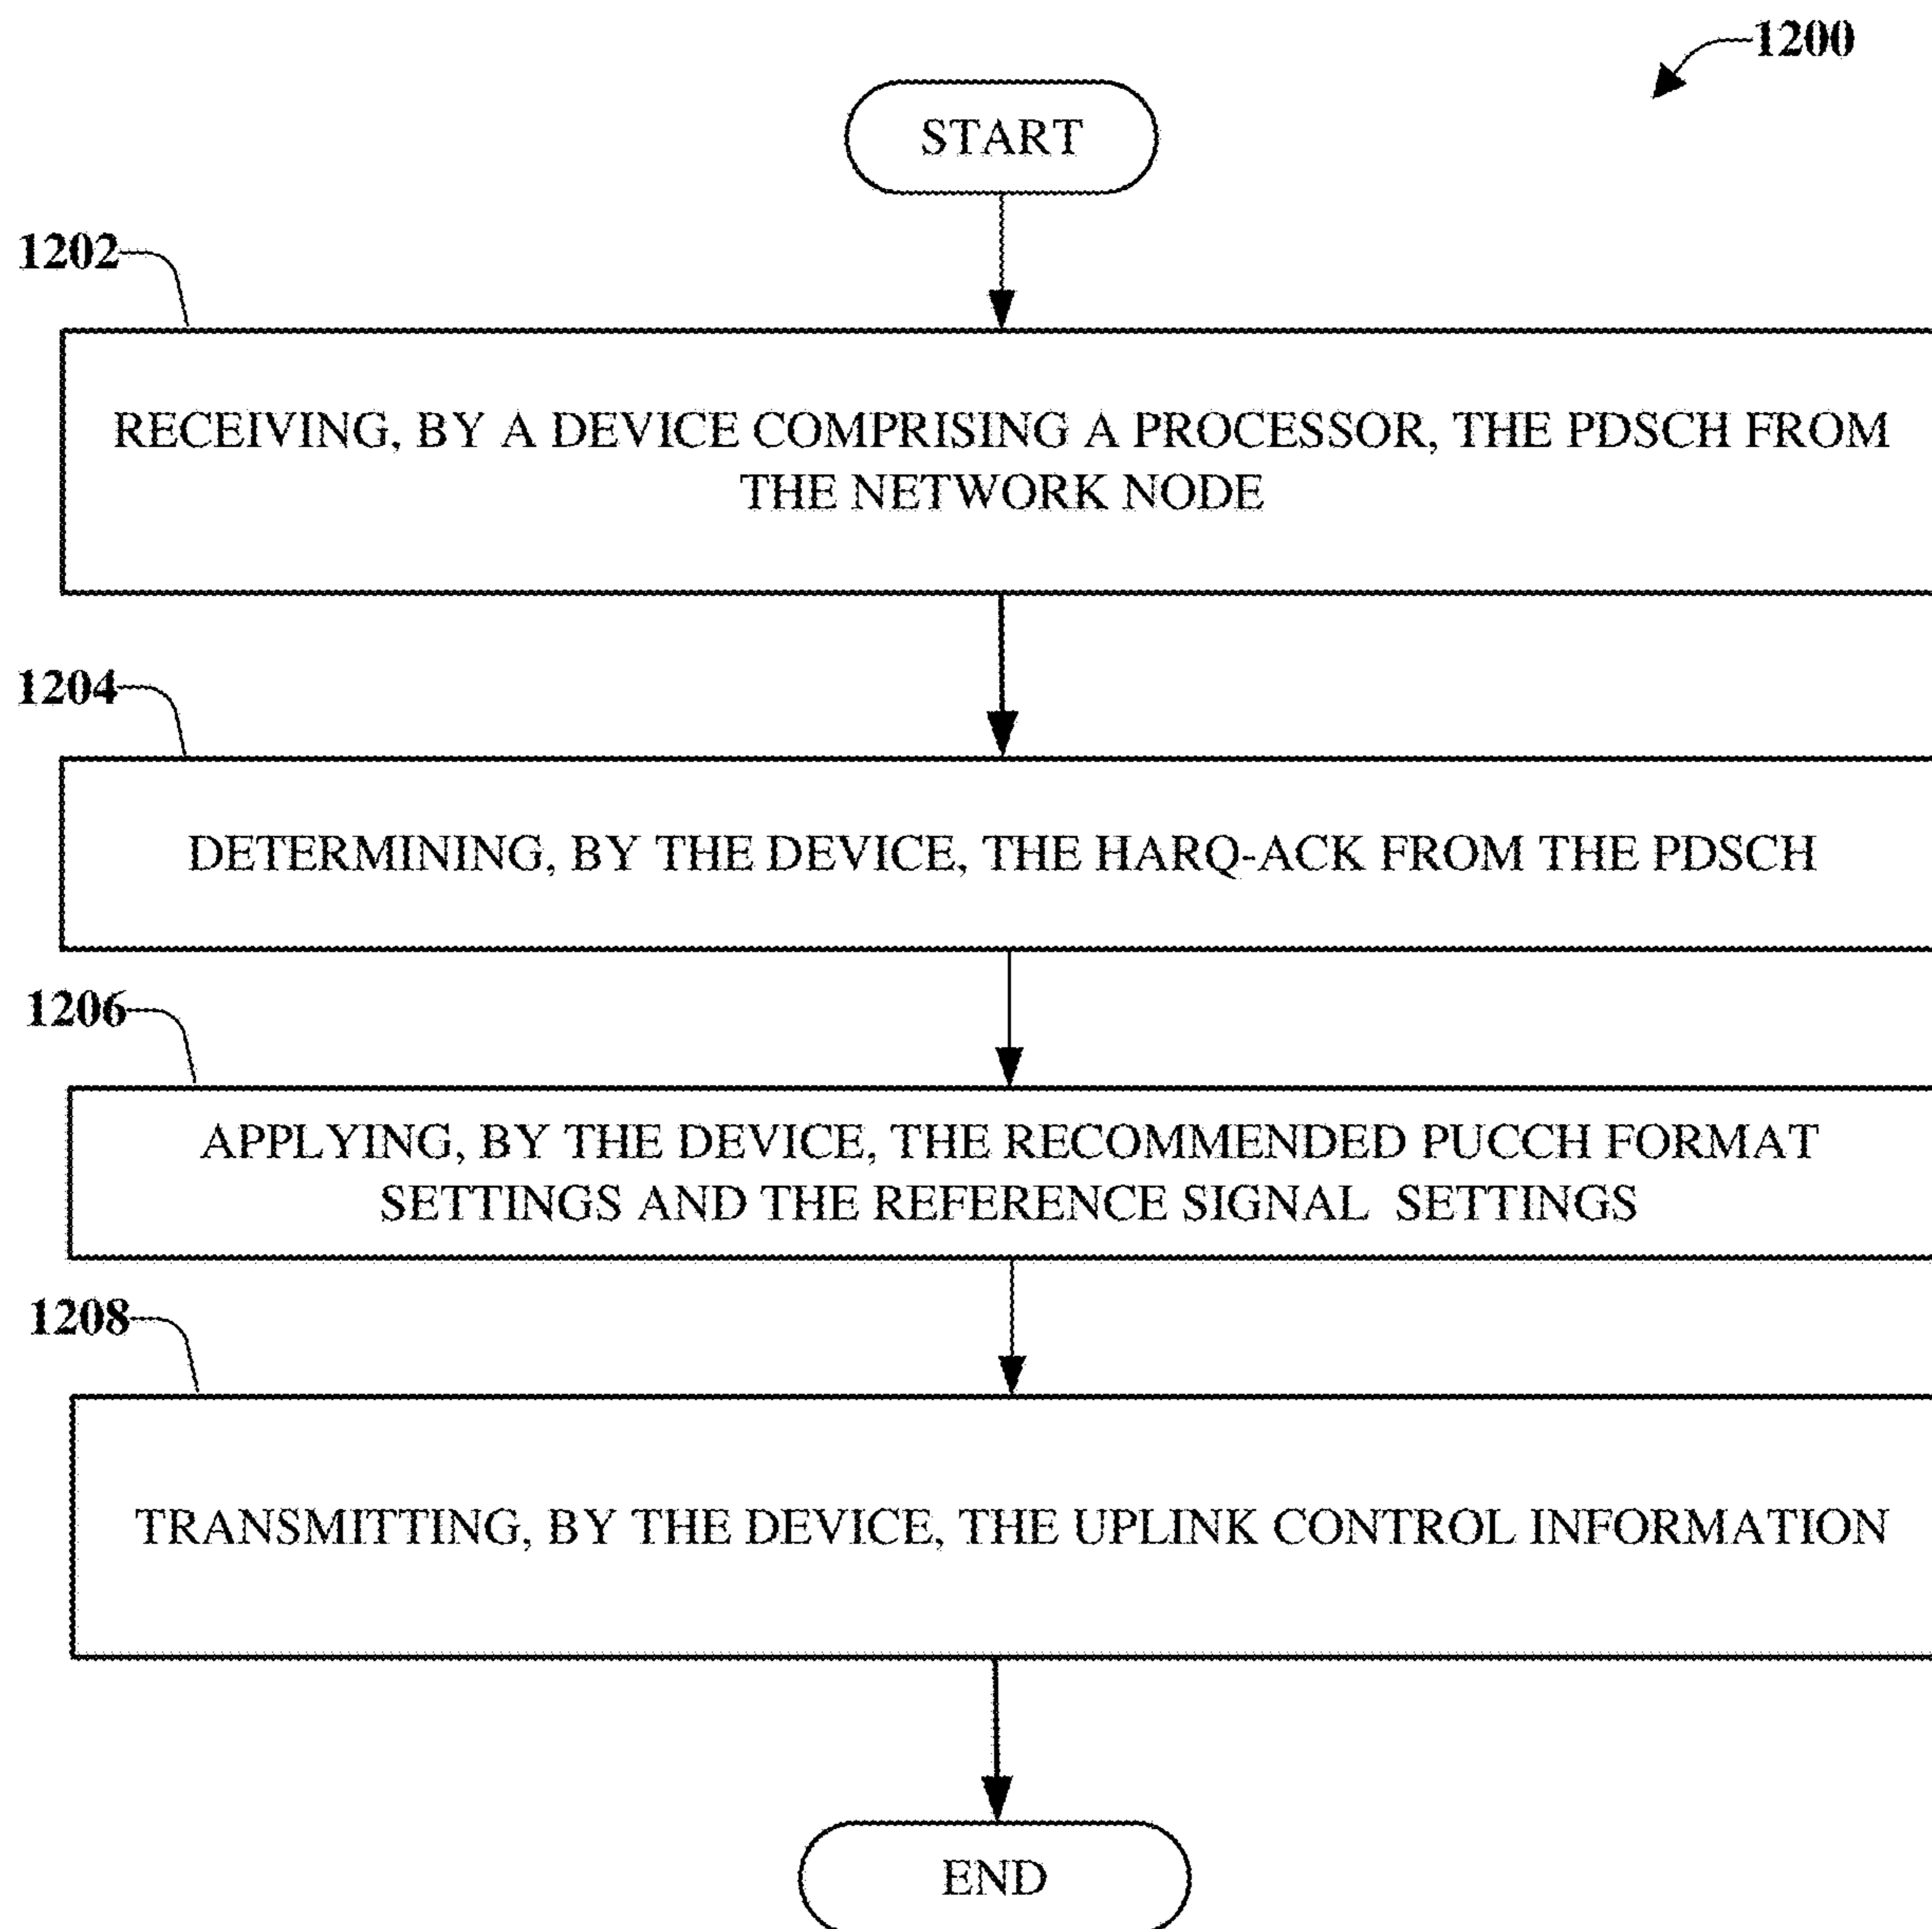 1200
START
1202
RECEIVING, BY A DEVICE COMPRISING A PROCESSOR, THE PDSCH FROM
THE NETWORK NODE
1204
DETERMINING, BY THE DEVICE, THE HARQ-ACK FROM THE PDSCH
1206
APPLYING, BY THE DEVICE, THE RECOMMENDED PUCCH FORMAT
SETTINGS AND THE REFERENCE SIGNAL SETTINGS
1208
TRANSMITTING, BY THE DEVICE, THE UPLINK CONTROL INFORMATION
END